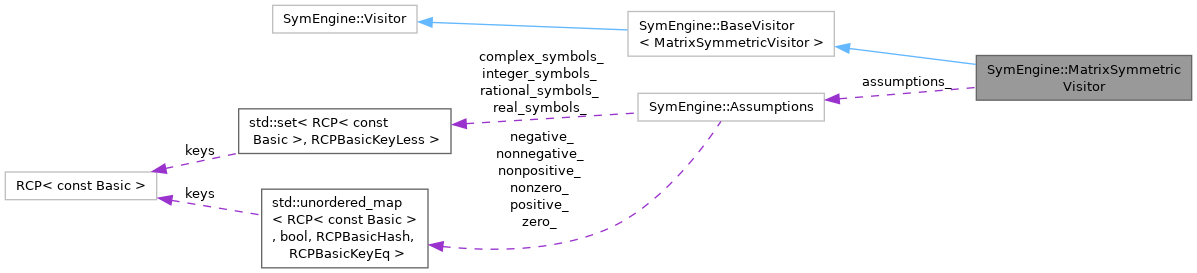 SymEngine::Visitor
SymEngine::BaseVisitor
< MatrixSymmetricVisitor >
SymEngine::MatrixSymmetric
Visitor
assumptions_
complex_symbols_
integer_symbols_
rational_symbols_
real_symbols_
SymEngine::Assumptions
std::set< RCP< const
Basic >, RCPBasicKeyLess >
negative_
nonnegative_
nonpositive_
nonzero_
positive_
zero_
keys
RCP< const Basic >
keys
std::unordered_map
< RCP< const Basic >
, bool, RCPBasicHash,
RCPBasicKeyEq >